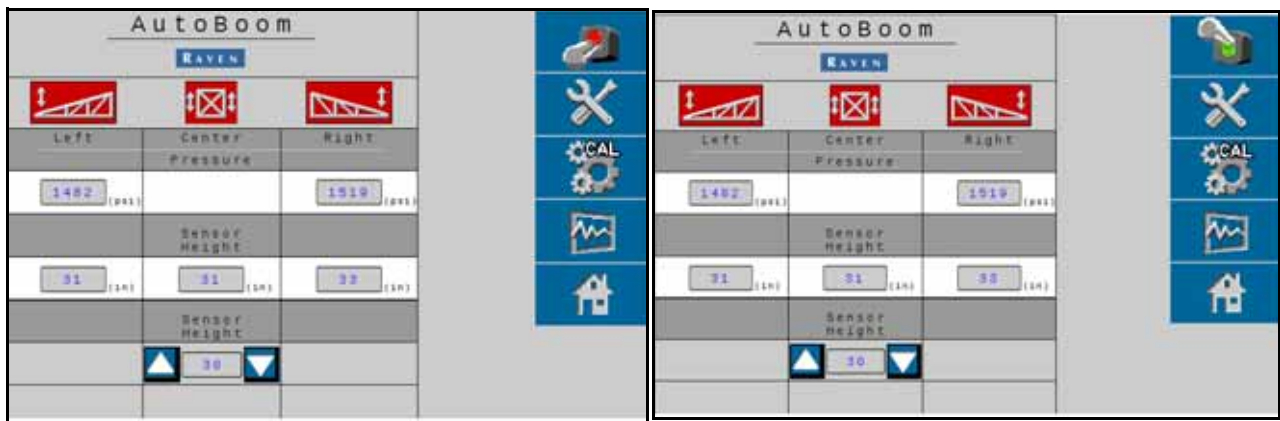 AutoBoom
RAVEN
Left Center Right
Pressure
1482 (psi) 1519 (psi)
Sensor
Height
31 (in) 31 (in) 33 (in)
Sensor
Height
30
CAL
AutoBoom
RAVEN
Left Center Right
Pressure
1482 (psi) 1519 (psi)
Sensor
Height
31 (in) 31 (in) 33 (in)
Sensor
Height
30
CAL